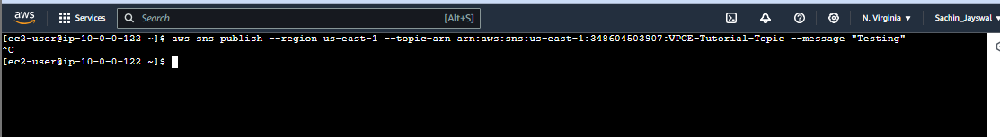 aws Services Search [Alt+S] N. Virginia Sachin_Jayswal
[ec2-user@ip-10-0-0-122 ~]$ aws sns publish --region us-east-1 --topic-arn arn:aws:sns:us-east-1:348604503907:VPCE-Tutorial-Topic --message "Testing"
^C
[ec2-user@ip-10-0-0-122 ~]$